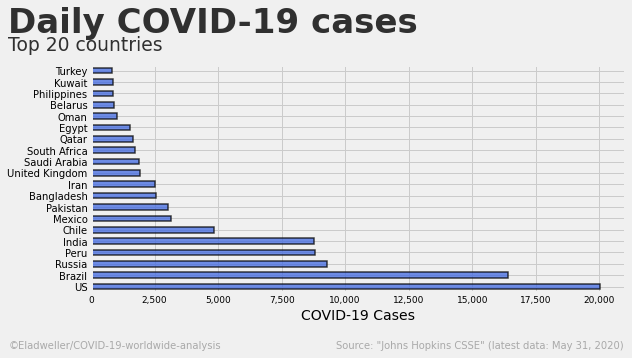 Daily COVID-19 cases
Top 20 countries
Turkey
Kuwait
Philippines
Belarus
Oman
Egypt
Qatar
South Africa
Saudi Arabia
United Kingdom
Iran
Bangladesh
Pakistan
Mexico
Chile
India
Peru
Russia
Brazil
US
0 2,500 5,000 7,500 10,000 12,500 15,000 17,500 20,000
COVID-19 Cases
©Eladweller/COVID-19-worldwide-analysis Source: "Johns Hopkins CSSE" (latest data: May 31, 2020)